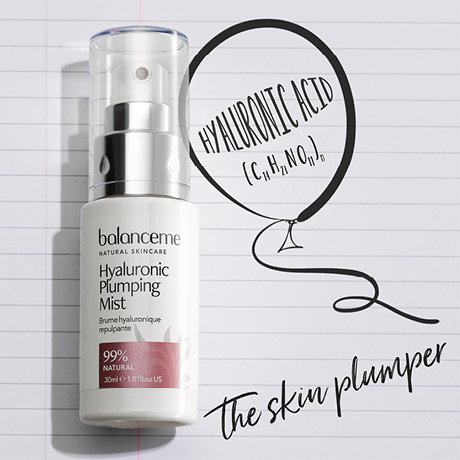 balanceme
NATURAL SKINCARE
Hyaluronic
Plumping
Mist
Brume hyaluronique
repulpante
99%
NATURAL
30ml e 1.01fl.oz US
HYALURONIC ACID
(C₁₄H₂₁NO₁₁)ₙ
The skin plumper